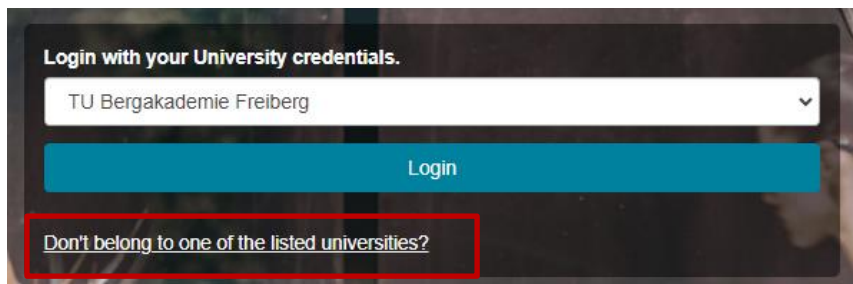 Login with your University credentials.
TU Bergakademie Freiberg
Login
Don't belong to one of the listed universities?